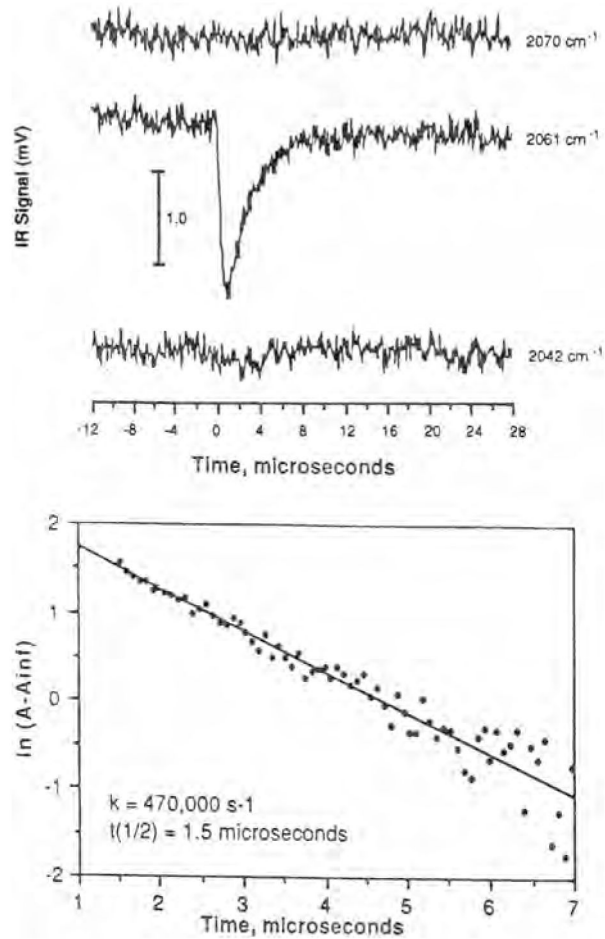 2070 cm-1
2061 cm-1
IR Signal (mV)
1.0
2042 cm-1
-12 -8 -4 0 4 8 12 16 20 24 28
Time, microseconds
2
1
0
-1
-2
ln (A-Ainf)
k = 470,000 s-1
t(1/2) = 1.5 microseconds
1 2 3 4 5 6 7
Time, microseconds